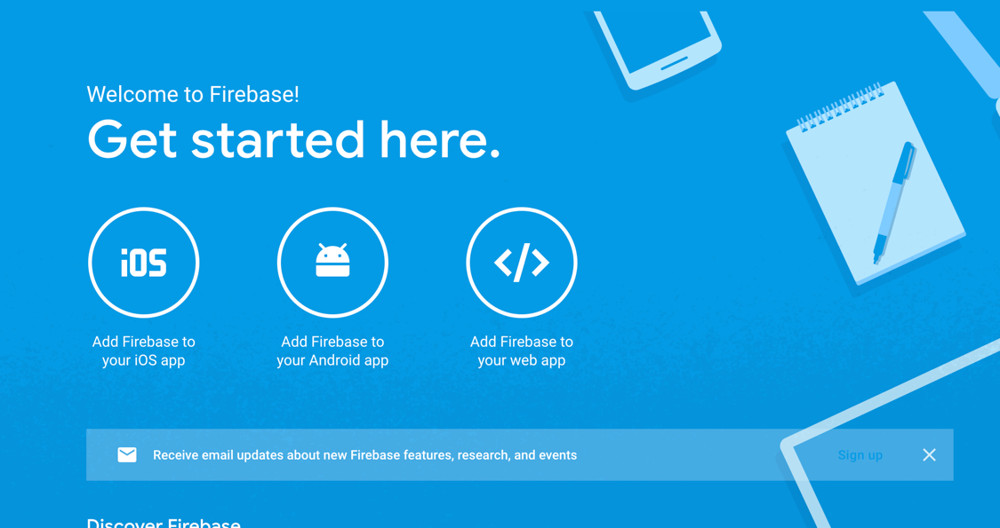 Welcome to Firebase!
Get started here.
iOS
</>
Add Firebase to
your iOS app
Add Firebase to
your Android app
Add Firebase to
your web app
Receive email updates about new Firebase features, research, and events
Sign up
Discover Firebase